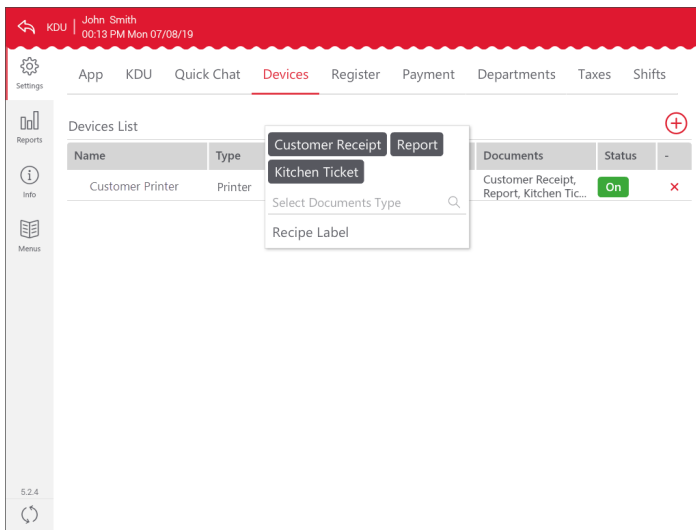 KDU
John Smith
00:13 PM Mon 07/08/19
Settings
App KDU Quick Chat Devices Register Payment Departments Taxes Shifts
Reports
Info
Menus
Devices List
Name Type Documents Status -
Customer Printer Printer Customer Receipt,
Report, Kitchen Tic... On ×
Customer Receipt Report
Kitchen Ticket
Select Documents Type
Recipe Label
5.2.4